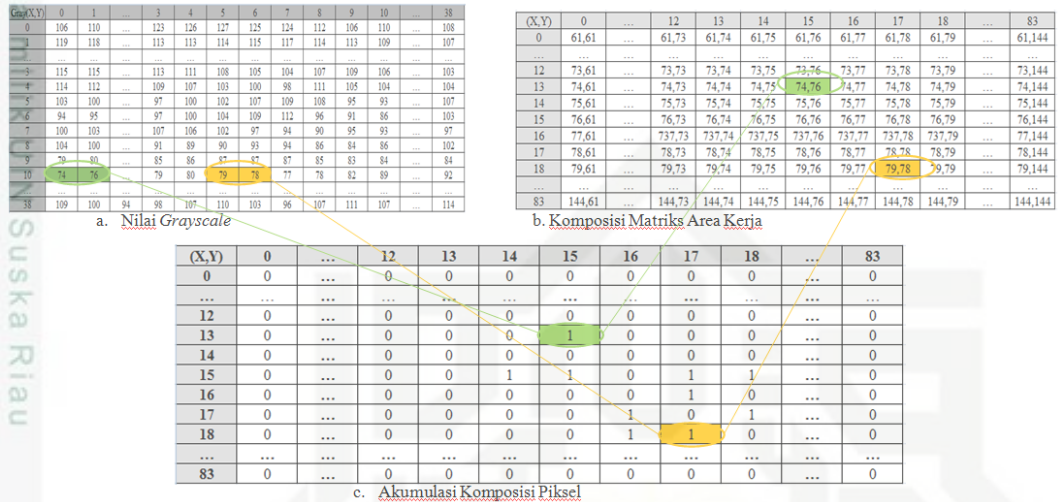 Grap(X,Y) 0 1 ... 3 4 5 6 7 8 9 10 ... 38
0 106 110 ... 123 126 127 125 124 112 106 110 ... 108
1 119 118 ... 113 113 114 115 117 114 113 109 ... 107
... ... ... ... ... ... ... ... ... ... ... ... ... ...
3 115 115 ... 113 111 108 105 104 107 109 106 ... 103
4 114 112 ... 109 107 103 100 98 111 105 104 ... 104
5 103 100 ... 97 100 102 107 109 108 95 93 ... 107
6 94 95 ... 97 100 104 109 112 96 91 86 ... 103
7 100 103 ... 107 106 102 97 94 90 95 93 ... 97
8 104 100 ... 91 89 90 93 94 86 84 86 ... 102
9 79 80 ... 85 86 87 87 87 85 83 84 ... 84
10 74 76 ... 79 80 79 78 77 78 82 89 ... 92
... ... ... ... ... ... ... ... ... ... ... ... ... ...
38 109 100 94 98 107 110 103 96 107 111 107 ... 114
a. Nilai Grayscale
(X,Y) 0 ... 12 13 14 15 16 17 18 ... 83
0 61,61 ... 61,73 61,74 61,75 61,76 61,77 61,78 61,79 ... 61,144
... ... ... ... ... ... ... ... ... ... ... ...
12 73,61 ... 73,73 73,74 73,75 73,76 73,77 73,78 73,79 ... 73,144
13 74,61 ... 74,73 74,74 74,75 74,76 74,77 74,78 74,79 ... 74,144
14 75,61 ... 75,73 75,74 75,75 75,76 75,77 75,78 75,79 ... 75,144
15 76,61 ... 76,73 76,74 76,75 76,76 76,77 76,78 76,79 ... 76,144
16 77,61 ... 737,73 737,74 737,75 737,76 737,77 737,78 737,79 ... 77,144
17 78,61 ... 78,73 78,74 78,75 78,76 78,77 78,78 78,79 ... 78,144
18 79,61 ... 79,73 79,74 79,75 79,76 79,77 79,78 79,79 ... 79,144
... ... ... ... ... ... ... ... ... ... ... ...
83 144,61 ... 144,73 144,74 144,75 144,76 144,77 144,78 144,79 ... 144,144
b. Komposisi Matriks Area Kerja
(X,Y) 0 ... 12 13 14 15 16 17 18 ... 83
0 0 ... 0 0 0 0 0 0 0 ... 0
... ... ... ... ... ... ... ... ... ... ... ...
12 0 ... 0 0 0 0 0 0 0 ... 0
13 0 ... 0 0 0 1 0 0 0 ... 0
14 0 ... 0 0 0 0 0 0 0 ... 0
15 0 ... 0 0 1 1 0 1 1 ... 0
16 0 ... 0 0 0 0 0 1 0 ... 0
17 0 ... 0 0 0 0 1 0 1 ... 0
18 0 ... 0 0 0 0 1 1 0 ... 0
... ... ... ... ... ... ... ... ... ... ... ...
83 0 ... 0 0 0 0 0 0 0 ... 0
c. Akumulasi Komposisi Piksel
milik UIN Suska Riau